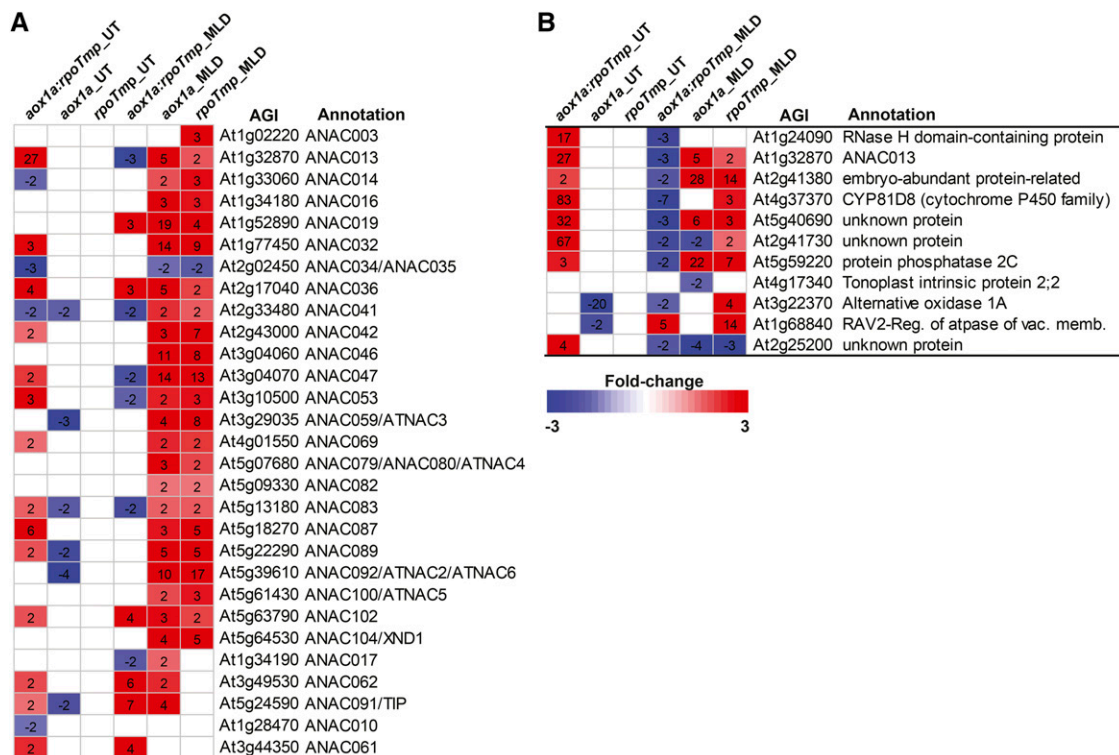 A
aox1a:rpoTmp_UT
aox1a_UT
rpoTmp_UT
aox1a:rpoTmp_MLD
aox1a_MLD
rpoTmp_MLD
AGI Annotation
3 At1g02220 ANAC003
27 -3 5 2 At1g32870 ANAC013
-2 2 3 At1g33060 ANAC014
3 3 At1g34180 ANAC016
3 19 4 At1g52890 ANAC019
3 14 9 At1g77450 ANAC032
-3 -2 -2 At2g02450 ANAC034/ANAC035
4 3 5 2 At2g17040 ANAC036
-2 -2 -2 2 2 At2g33480 ANAC041
2 3 7 At2g43000 ANAC042
11 8 At3g04060 ANAC046
2 -2 14 13 At3g04070 ANAC047
3 -2 2 3 At3g10500 ANAC053
-3 4 8 At3g29035 ANAC059/ATNAC3
2 2 2 At4g01550 ANAC069
3 2 At5g07680 ANAC079/ANAC080/ATNAC4
2 2 At5g09330 ANAC082
2 -2 -2 2 2 At5g13180 ANAC083
6 3 5 At5g18270 ANAC087
2 -2 5 5 At5g22290 ANAC089
-4 10 17 At5g39610 ANAC092/ATNAC2/ATNAC6
2 3 At5g61430 ANAC100/ATNAC5
2 4 3 2 At5g63790 ANAC102
4 5 At5g64530 ANAC104/XND1
-2 2 At1g34190 ANAC017
2 6 2 At3g49530 ANAC062
2 -2 7 4 At5g24590 ANAC091/TIP
-2 At1g28470 ANAC010
2 4 At3g44350 ANAC061
B
aox1a:rpoTmp_UT
aox1a_UT
rpoTmp_UT
aox1a:rpoTmp_MLD
aox1a_MLD
rpoTmp_MLD
AGI Annotation
17 -3 At1g24090 RNase H domain-containing protein
27 -3 5 2 At1g32870 ANAC013
2 -2 28 14 At2g41380 embryo-abundant protein-related
83 -7 3 At4g37370 CYP81D8 (cytochrome P450 family)
32 -3 6 3 At5g40690 unknown protein
67 -2 -2 2 At2g41730 unknown protein
3 -2 22 7 At5g59220 protein phosphatase 2C
-2 At4g17340 Tonoplast intrinsic protein 2;2
-20 -2 4 At3g22370 Alternative oxidase 1A
-2 5 14 At1g68840 RAV2-Reg. of atpase of vac. memb.
4 -2 -4 -3 At2g25200 unknown protein
Fold-change
-3 3